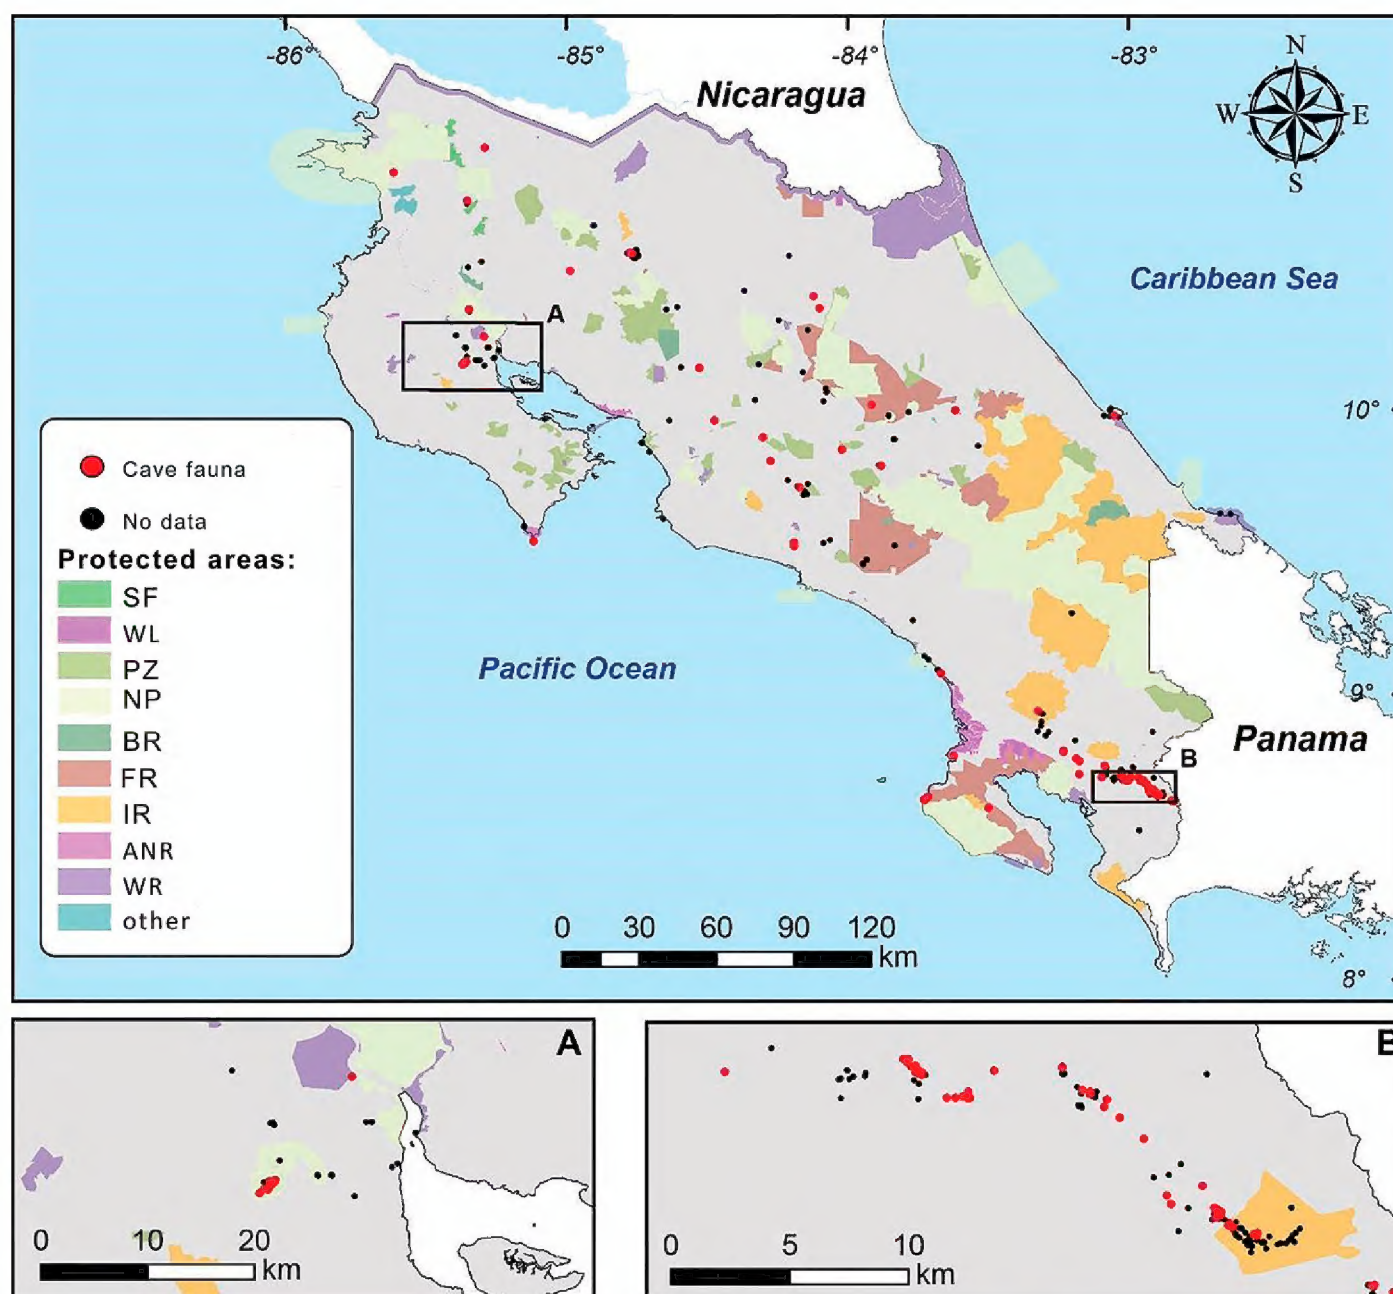 -86°
-85°
-84°
-83°
Nicaragua
N
W
E
S
Caribbean Sea
A
10°
Cave fauna
No data
Protected areas:
SF
WL
PZ
NP
BR
FR
IR
ANR
WR
other
Pacific Ocean
9°
Panama
B
0 30 60 90 120
km
8°
A
0 10 20
km
B
0 5 10
km